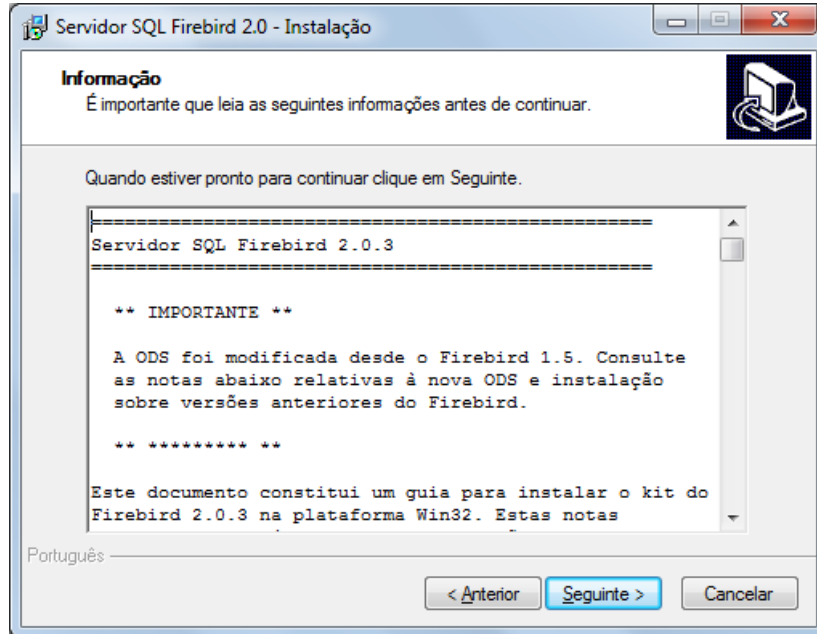 Servidor SQL Firebird 2.0 - Instalação
Informação
É importante que leia as seguintes informações antes de continuar.
Quando estiver pronto para continuar clique em Seguinte.
==================================================
Servidor SQL Firebird 2.0.3
==================================================
** IMPORTANTE **
A ODS foi modificada desde o Firebird 1.5. Consulte
as notas abaixo relativas à nova ODS e instalação
sobre versões anteriores do Firebird.
** ********* **
Este documento constitui um guia para instalar o kit do
Firebird 2.0.3 na plataforma Win32. Estas notas
Português
< Anterior
Seguinte >
Cancelar